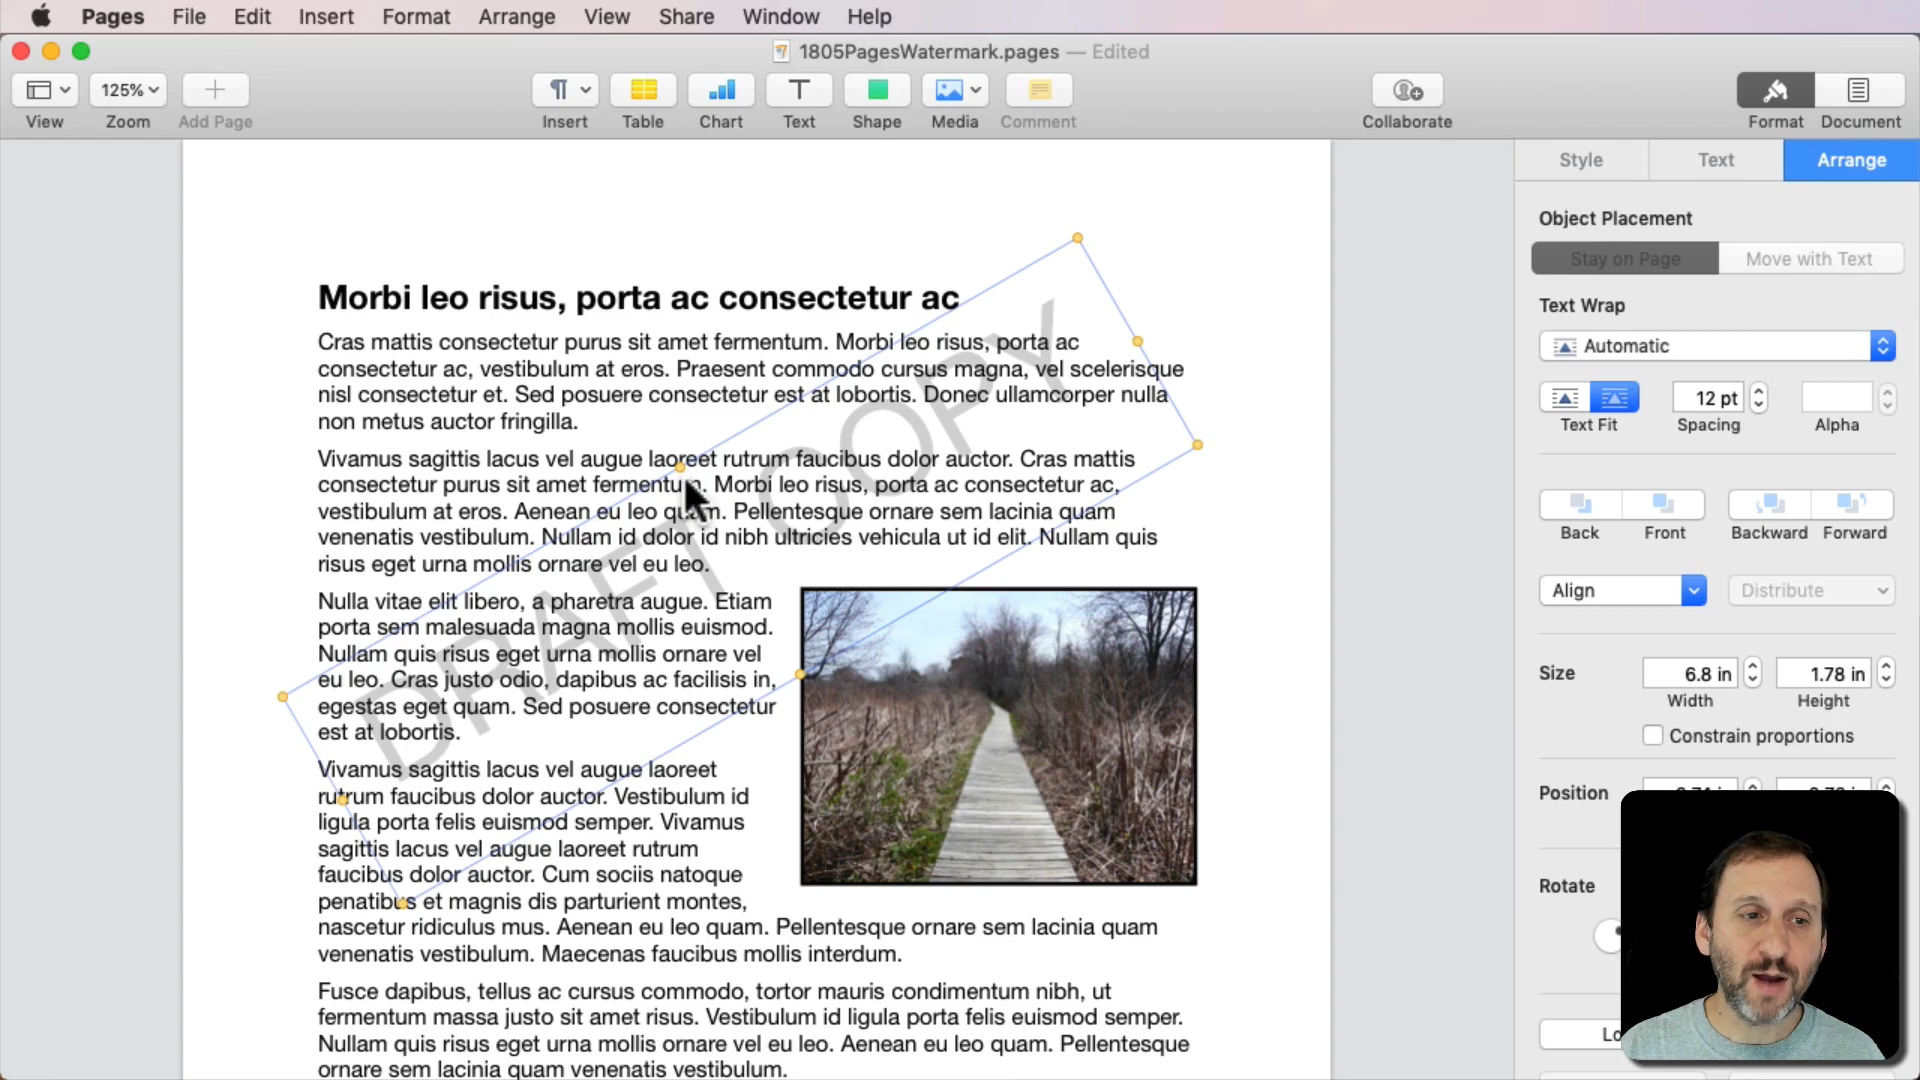 Pages File Edit Insert Format Arrange View Share Window Help
1805PagesWatermark.pages — Edited
125%
View Zoom Add Page Insert Table Chart Text Shape Media Comment Collaborate Format Document
Style Text Arrange
Object Placement
Stay on Page Move with Text
Text Wrap
Automatic
12 pt
Text Fit Spacing Alpha
Back Front Backward Forward
Align Distribute
Size 6.8 in 1.78 in
Width Height
Constrain proportions
Position
Rotate
Morbi leo risus, porta ac consectetur ac
Cras mattis consectetur purus sit amet fermentum. Morbi leo risus, porta ac
consectetur ac, vestibulum at eros. Praesent commodo cursus magna, vel scelerisque
nisl consectetur et. Sed posuere consectetur est at lobortis. Donec ullamcorper nulla
non metus auctor fringilla.
Vivamus sagittis lacus vel augue laoreet rutrum faucibus dolor auctor. Cras mattis
consectetur purus sit amet fermentum. Morbi leo risus, porta ac consectetur ac,
vestibulum at eros. Aenean eu leo quam. Pellentesque ornare sem lacinia quam
venenatis vestibulum. Nullam id dolor id nibh ultricies vehicula ut id elit. Nullam quis
risus eget urna mollis ornare vel eu leo.
Nulla vitae elit libero, a pharetra augue. Etiam
porta sem malesuada magna mollis euismod.
Nullam quis risus eget urna mollis ornare vel
eu leo. Cras justo odio, dapibus ac facilisis in,
egestas eget quam. Sed posuere consectetur
est at lobortis.
Vivamus sagittis lacus vel augue laoreet
rutrum faucibus dolor auctor. Vestibulum id
ligula porta felis euismod semper. Vivamus
sagittis lacus vel augue laoreet rutrum
faucibus dolor auctor. Cum sociis natoque
penatibus et magnis dis parturient montes,
nascetur ridiculus mus. Aenean eu leo quam. Pellentesque ornare sem lacinia quam
venenatis vestibulum. Maecenas faucibus mollis interdum.
Fusce dapibus, tellus ac cursus commodo, tortor mauris condimentum nibh, ut
fermentum massa justo sit amet risus. Vestibulum id ligula porta felis euismod semper.
Nullam quis risus eget urna mollis ornare vel eu leo. Aenean eu leo quam. Pellentesque
ornare sem lacinia quam venenatis vestibulum.
DRAFT COPY